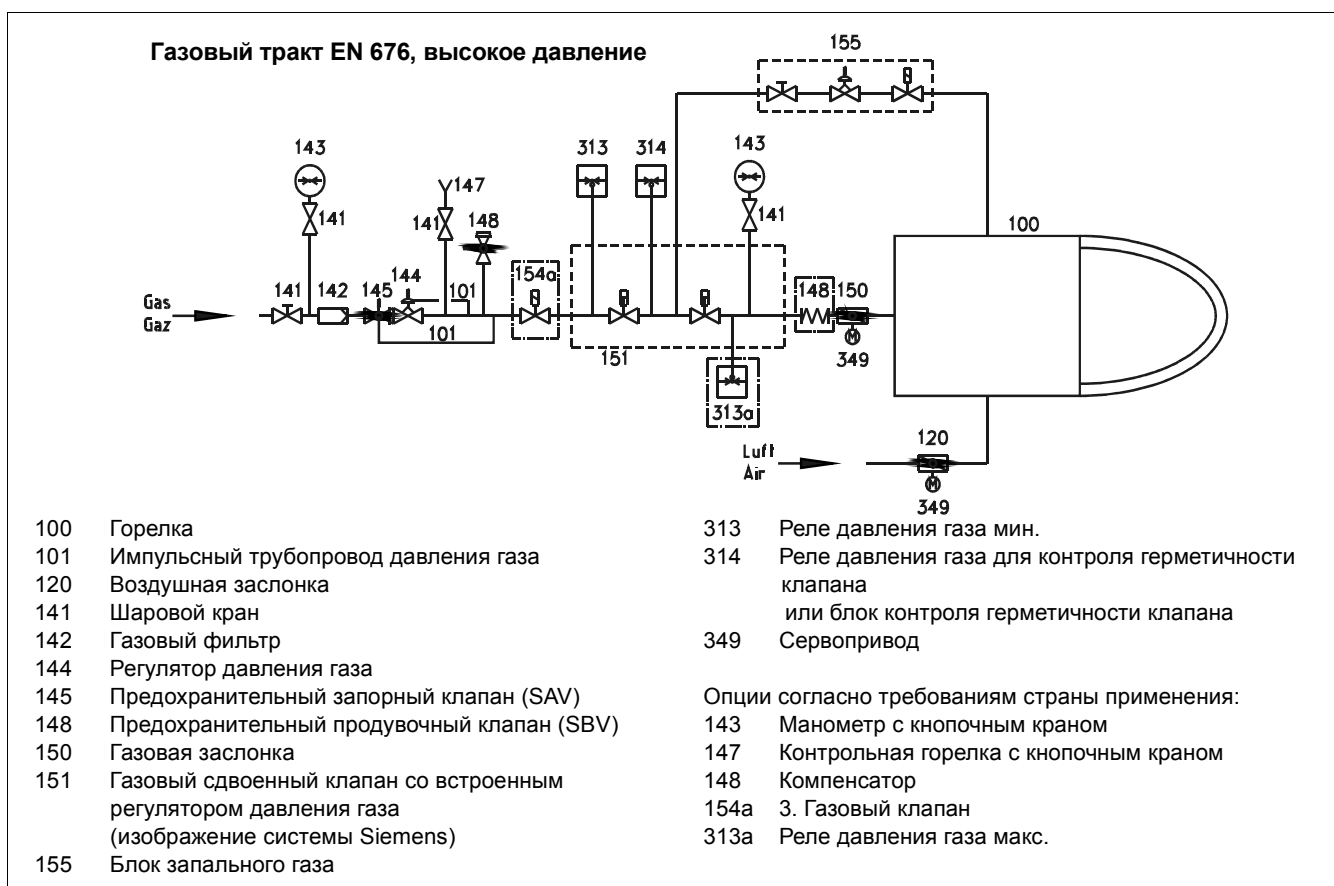 Газовый тракт EN 676, высокое давление
155
143
313
314
143
147
141
141
148
141
100
144
154a
141
142
145
101
148
150
Gas
Gaz
101
151
349
313a
120
Luft
Air
M
M
349
100 Горелка
101 Импульсный трубопровод давления газа
120 Воздушная заслонка
141 Шаровой кран
142 Газовый фильтр
144 Регулятор давления газа
145 Предохранительный запорный клапан (SAV)
148 Предохранительный продувочный клапан (SBV)
150 Газовая заслонка
151 Газовый сдвоенный клапан со встроенным
регулятором давления газа
(изображение системы Siemens)
155 Блок запального газа
313 Реле давления газа мин.
314 Реле давления газа для контроля герметичности
клапана
или блок контроля герметичности клапана
349 Сервопривод
Опции согласно требованиям страны применения:
143 Манометр с кнопочным краном
147 Контрольная горелка с кнопочным краном
148 Компенсатор
154a 3. Газовый клапан
313a Реле давления газа макс.